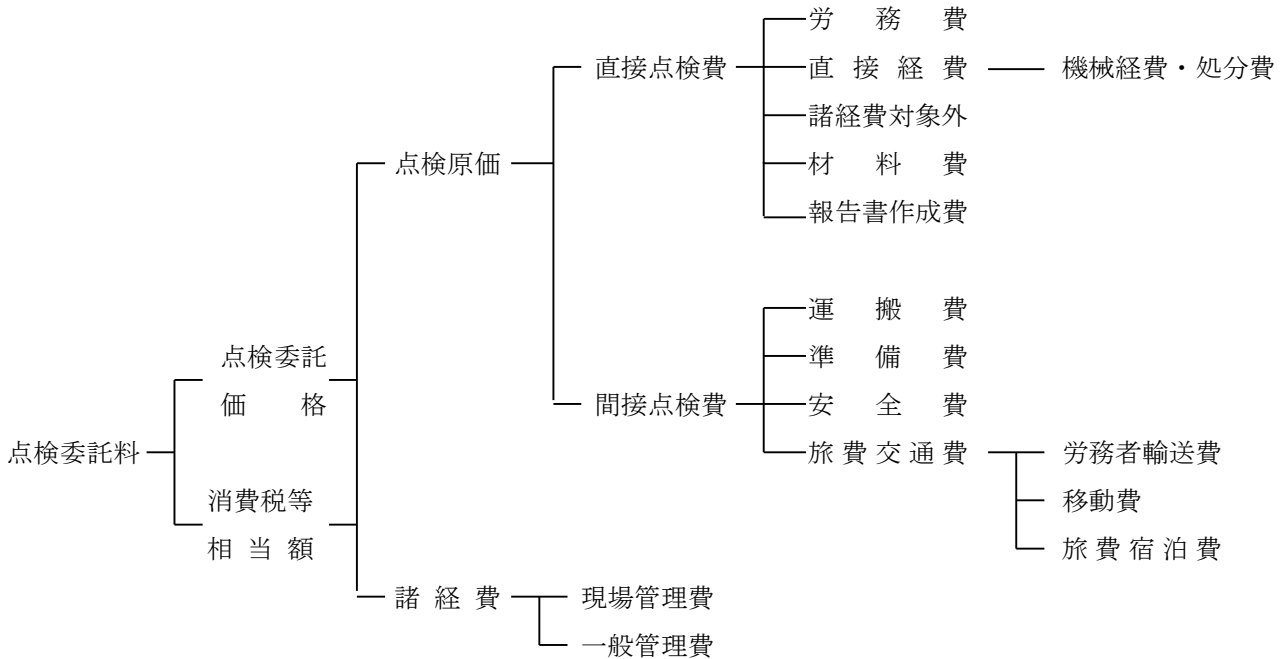 労務費
直接点検費 直接経費 機械経費・処分費
諸経費対象外
点検原価 材料費
報告書作成費
運搬費
点検委託 準備費
価格 間接点検費 安全費
点検委託料 旅費交通費 労務者輸送費
消費税等 移動費
相当額 旅費宿泊費
諸経費 現場管理費
一般管理費